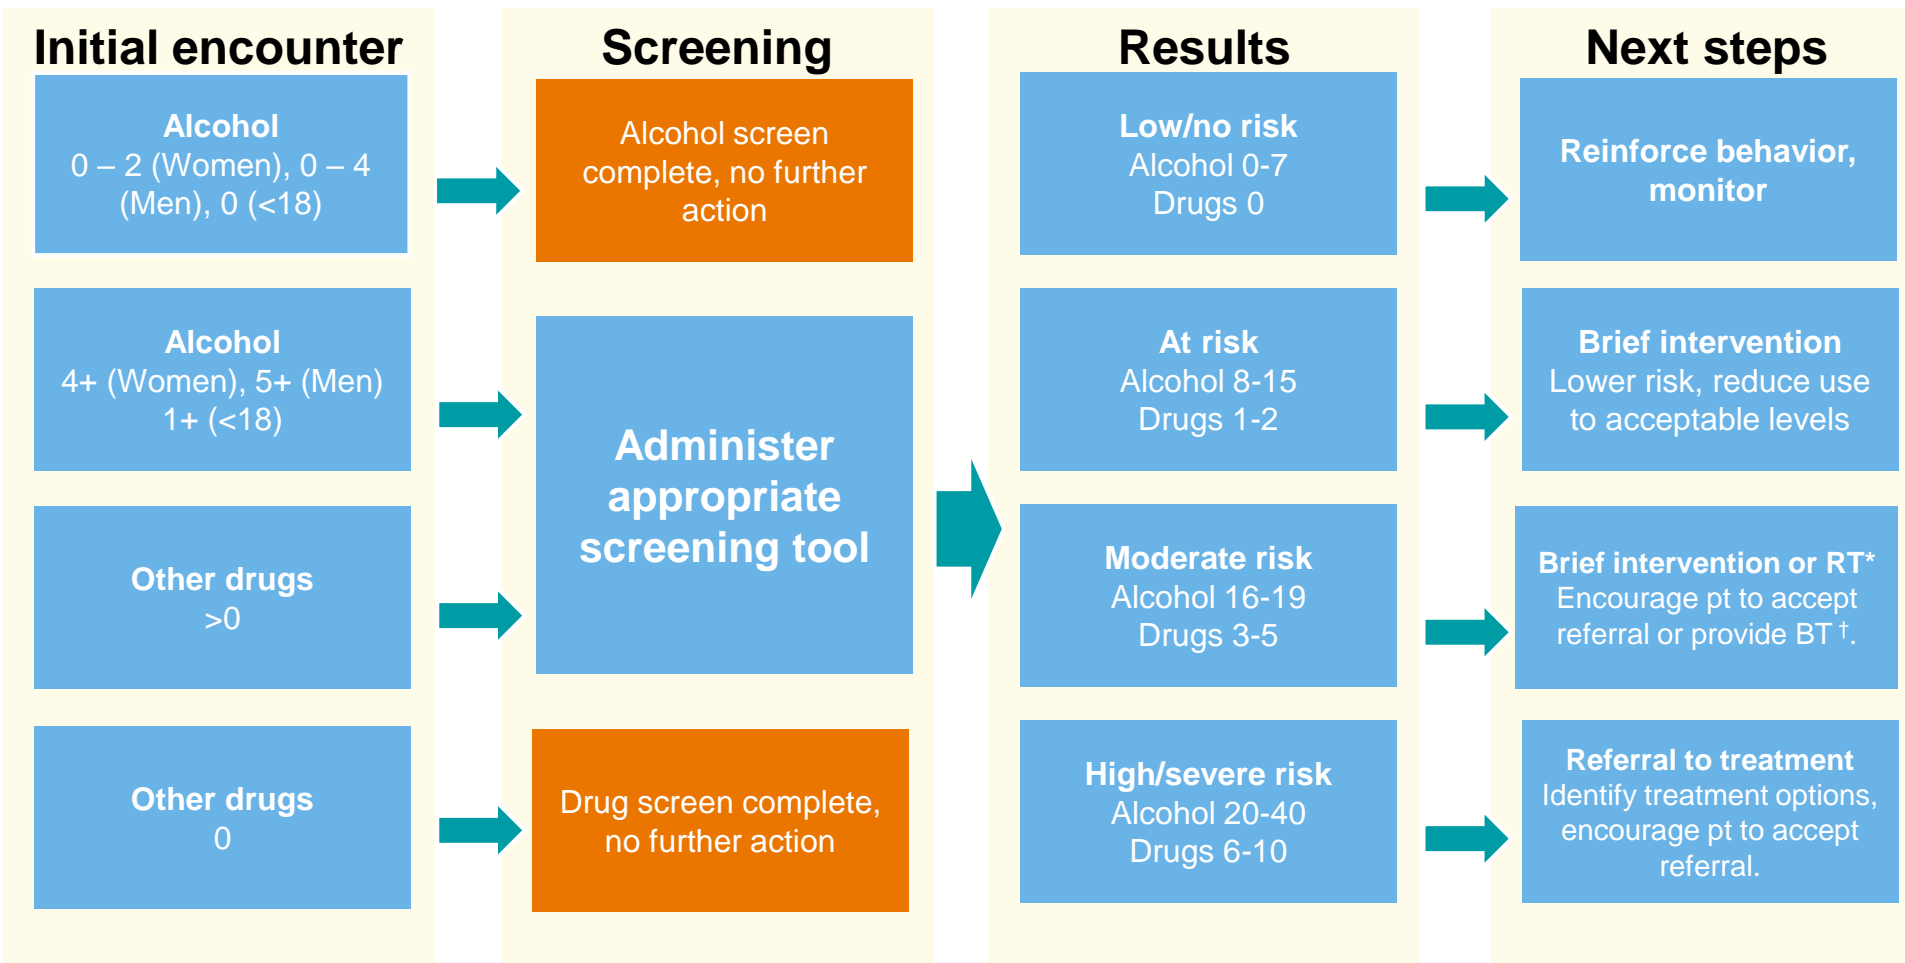 Initial encounter
Alcohol
0 – 2 (Women), 0 – 4
(Men), 0 (<18)
Alcohol
4+ (Women), 5+ (Men)
1+ (<18)
Other drugs
>0
Other drugs
0
Screening
Alcohol screen
complete, no further
action
Administer
appropriate
screening tool
Drug screen complete,
no further action
Results
Low/no risk
Alcohol 0-7
Drugs 0
At risk
Alcohol 8-15
Drugs 1-2
Moderate risk
Alcohol 16-19
Drugs 3-5
High/severe risk
Alcohol 20-40
Drugs 6-10
Next steps
Reinforce behavior,
monitor
Brief intervention
Lower risk, reduce use
to acceptable levels
Brief intervention or RT*
Encourage pt to accept
referral or provide BT †.
Referral to treatment
Identify treatment options,
encourage pt to accept
referral.